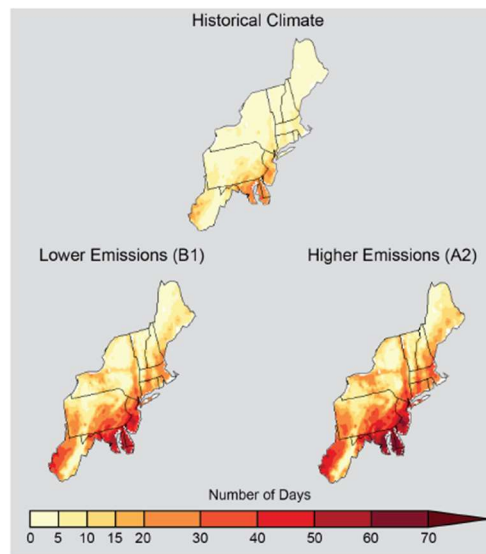 Historical Climate
Lower Emissions (B1)
Higher Emissions (A2)
Number of Days
0 5 10 15 20 30 40 50 60 70